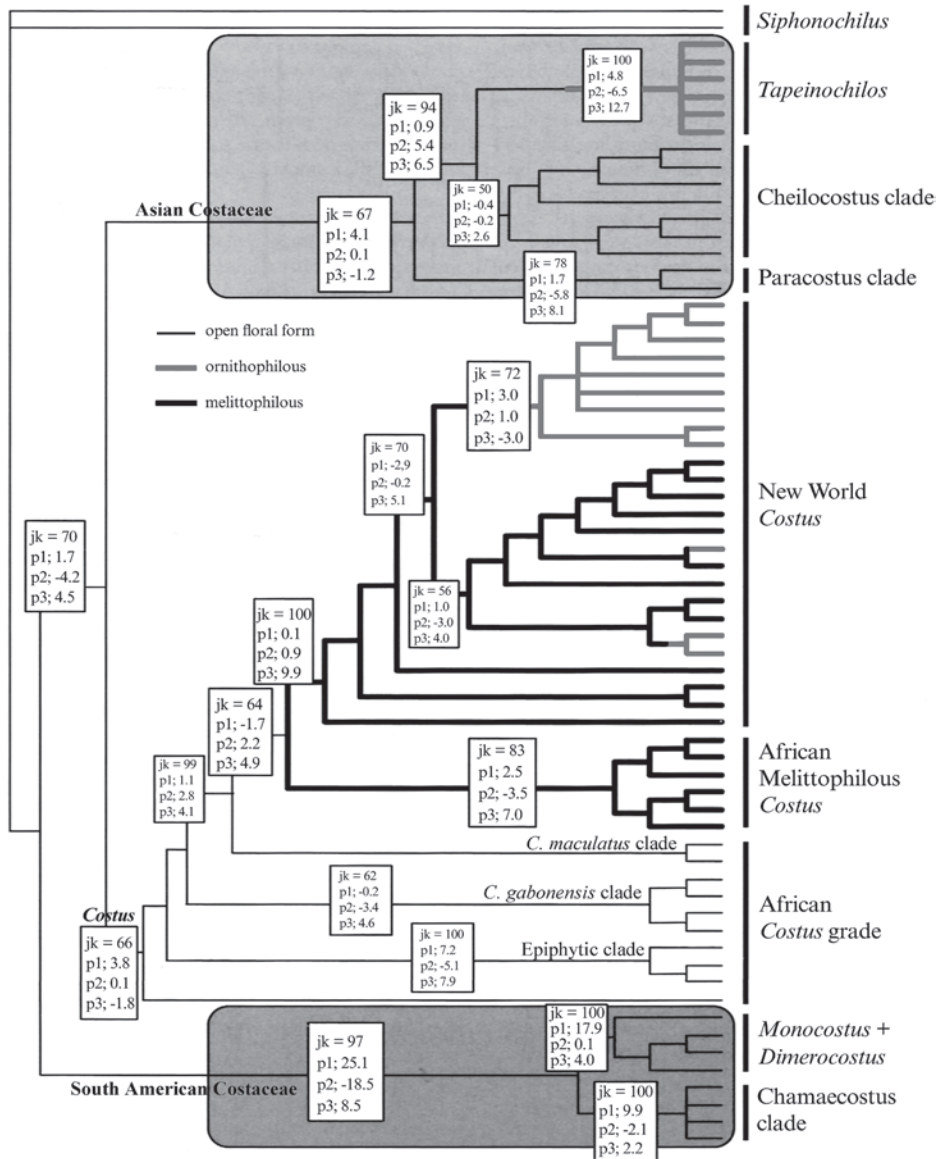 Siphonochilus
jk = 100
p1; 4.8
p2; -6.5
p3; 12.7
Tapeinochilos
jk = 94
p1; 0.9
p2; 5.4
p3; 6.5
jk = 50
p1; -0.4
p2; -0.2
p3; 2.6
Cheilocostus clade
Asian Costaceae
jk = 67
p1; 4.1
p2; 0.1
p3; -1.2
jk = 78
p1; 1.7
p2; -5.8
p3; 8.1
Paracostus clade
open floral form
ornithophilous
melittophilous
jk = 72
p1; 3.0
p2; 1.0
p3; -3.0
jk = 70
p1; -2,9
p2; -0.2
p3; 5.1
New World
Costus
jk = 70
p1; 1.7
p2; -4.2
p3; 4.5
jk = 56
p1; 1.0
p2; -3.0
p3; 4.0
jk = 100
p1; 0.1
p2; 0.9
p3; 9.9
jk = 64
p1; -1.7
p2; 2.2
p3; 4.9
jk = 83
p1; 2.5
p2; -3.5
p3; 7.0
African
Melittophilous
Costus
jk = 99
p1; 1.1
p2; 2.8
p3; 4.1
C. maculatus clade
jk = 62
p1; -0.2
p2; -3.4
p3; 4.6
C. gabonensis clade
African
Costus grade
Costus
jk = 66
p1; 3.8
p2; 0.1
p3; -1.8
jk = 100
p1; 7.2
p2; -5.1
p3; 7.9
Epiphytic clade
jk = 100
p1; 17.9
p2; 0.1
p3; 4.0
Monocostus +
Dimerocostus
jk = 97
p1; 25.1
p2; -18.5
p3; 8.5
South American Costaceae
jk = 100
p1; 9.9
p2; -2.1
p3; 2.2
Chamaecostus
clade